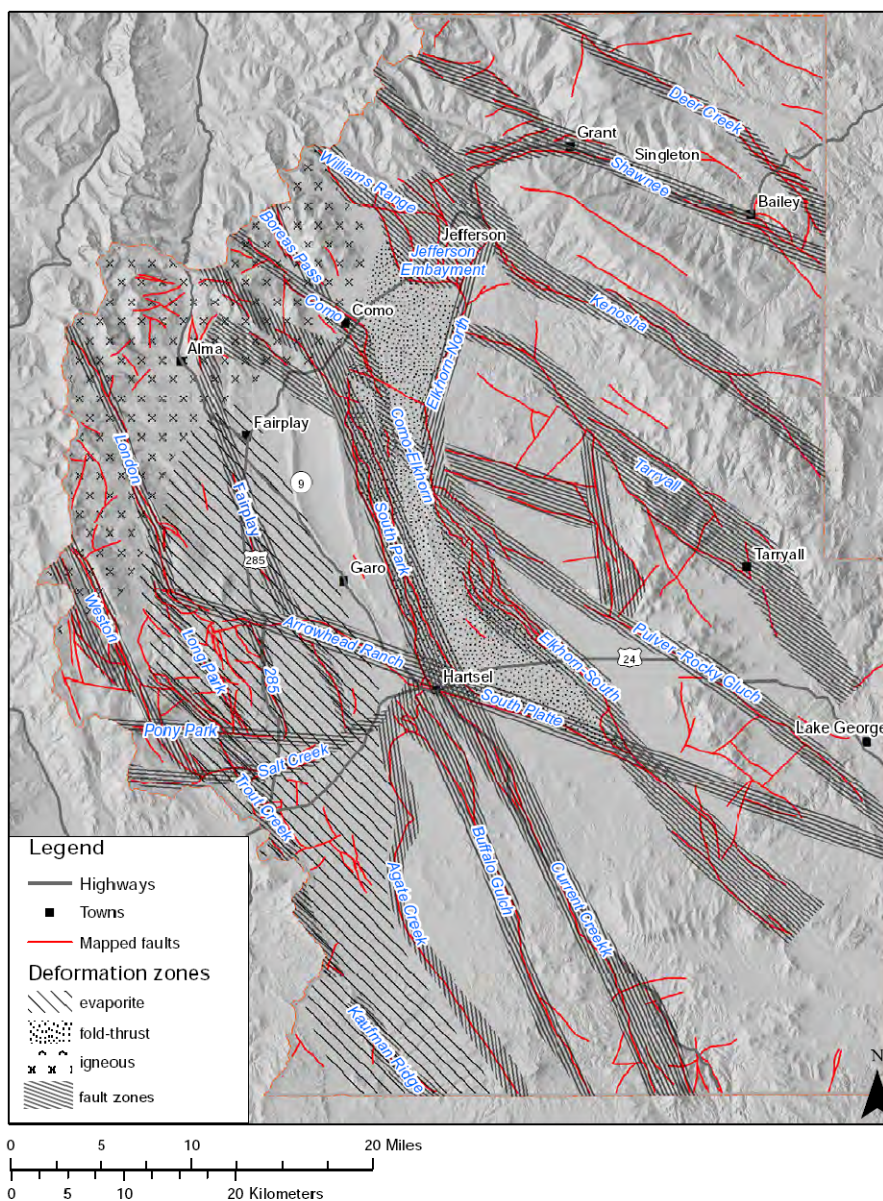 Deer Creek
Grant
Singleton
Shawnee
Bailey
Williams Range
Boreas Pass
Jefferson
Jefferson
Embayment
Kenosha
Como
Como
Alma
Elkhorn-North
Fairplay
London
Como-Elkhorn
Tarryall
9
Fairplay
South Park
285
Garo
Tarryall
Weston
Long Park
Arrowhead Ranch
Pulver- Rocky Gluch
Elkhorn-South
24
285
Hartsel
South Platte
Lake George
Pony Park
Salt Creek
Trout Creek
Buffalo Gulch
Current Creekk
Agate Creek
Kaufman Ridge
Legend
Highways
Towns
Mapped faults
Deformation zones
evaporite
fold-thrust
igneous
fault zones
N
0 5 10 20 Miles
0 5 10 20 Kilometers